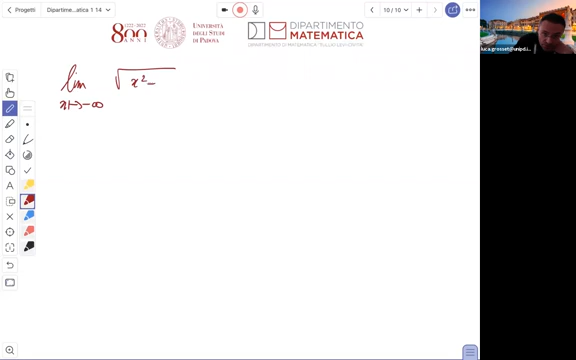 Progetti
Dipartime...atica 1 14
10 / 10
1222·2022
800
ANNI
UNIVERSITÀ
DEGLI STUDI
DI PADOVA
DIPARTIMENTO
MATEMATICA
DIPARTIMENTO DI MATEMATICA "TULLIO LEVI-CIVITA"
luca.grosset@unipd.i...
lim √x² −
x→−∞
A